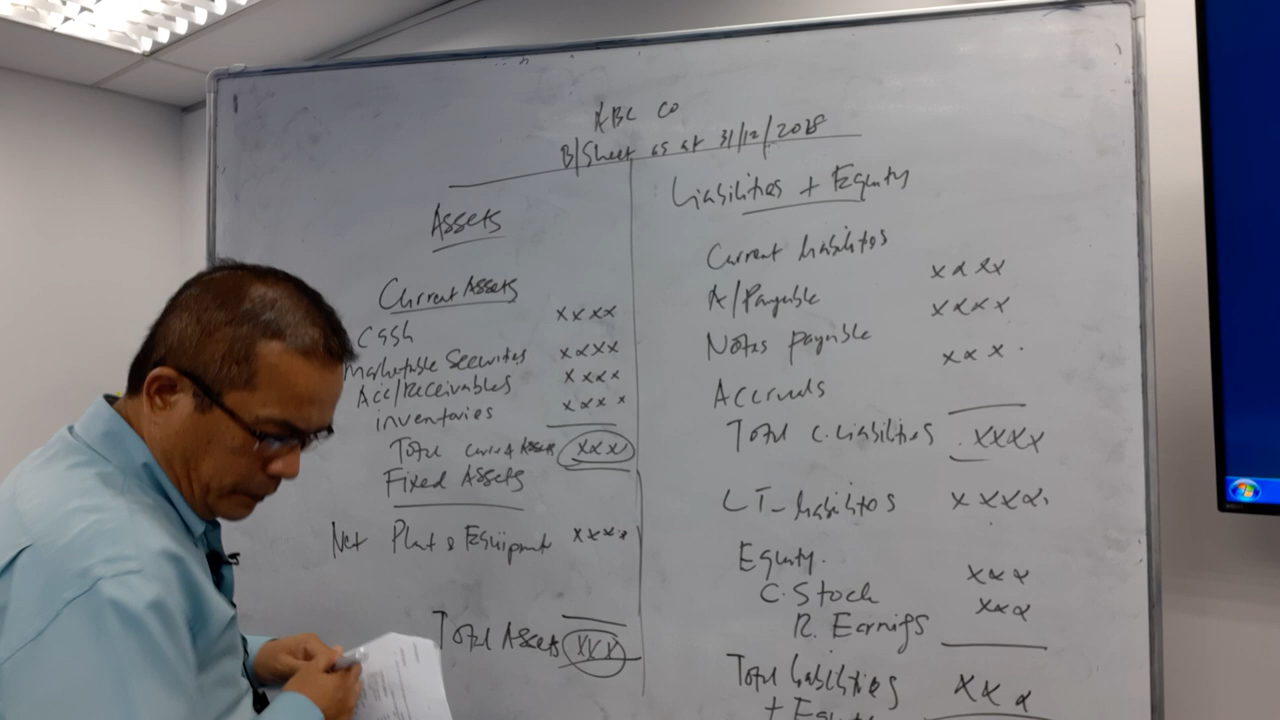 ABC Co
B/Sheet as at 31/12/2018
Assets
Current Assets
Cash xxxx
Marketable Securities xxxx
Acc/Receivables xxxx
inventories xxxx
Total Current Assets xxx
Fixed Assets
Net Plant & Equipment xxxx
Total Assets xxx
Liabilities + Equity
Current liabilities
A/Payable xxxx
Notes payable xxxx
Accruals xxx
Total C. Liabilities xxxx
LT- liabilities xxxx
Equity
C. Stock xxx
R. Earnings xxx
Total liabilities xxx
+ Equity